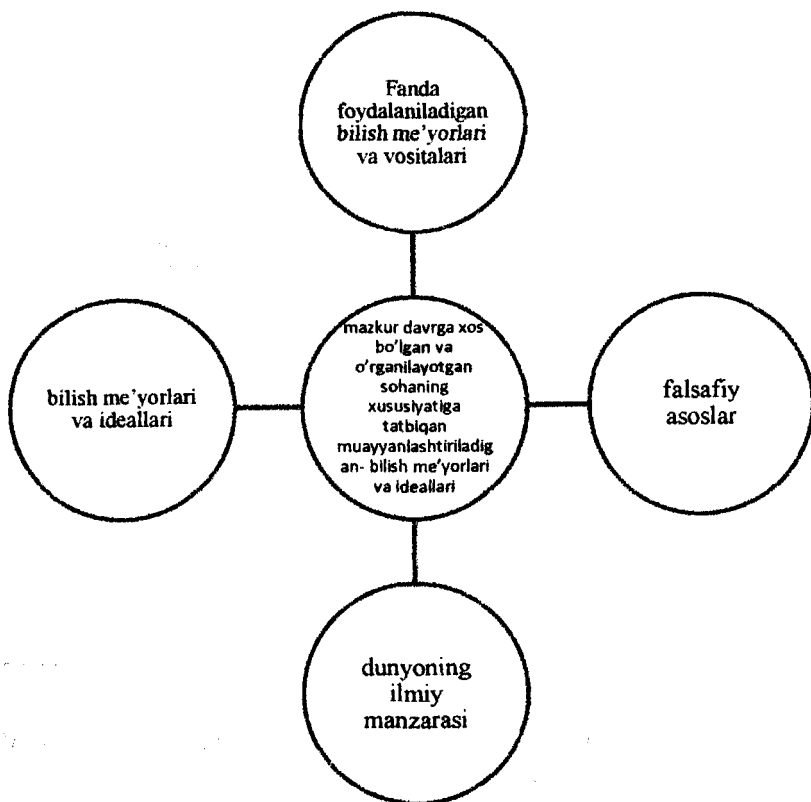 Fanda
foydalaniladigan
bilish me'yorlari
va vositalari
bilish me'yorlari
va ideallari
mazkur davrga xos
bo'lgan va
o'rganilayotgan
sohaning
xususiyatiga
tatbiqan
muayyanlashtiriladig
an- bilish me'yorlari
va ideallari
falsafiy
asoslar
dunyoning
ilmiy
manzarasi